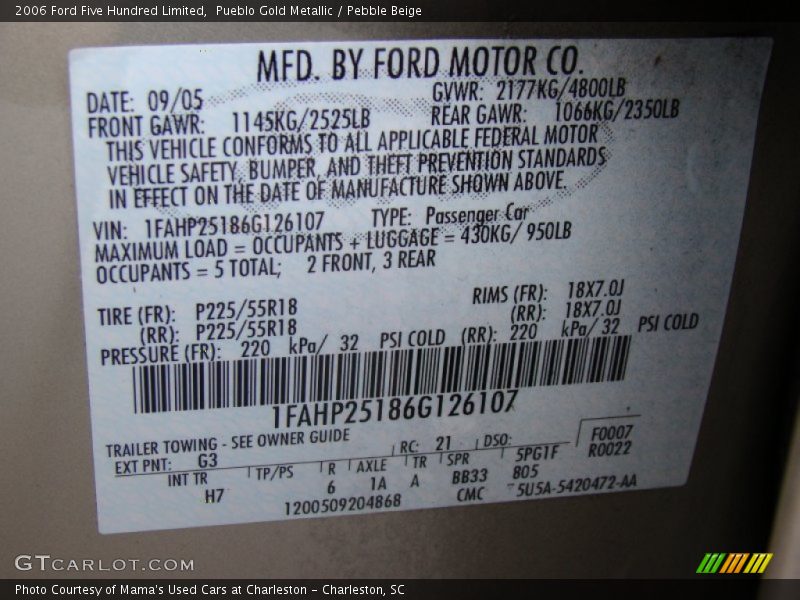 2006 Ford Five Hundred Limited,  Pueblo Gold Metallic / Pebble Beige
MFD. BY FORD MOTOR CO.
DATE: 09/05 GVWR: 2177KG/4800LB
FRONT GAWR: 1145KG/2525LB REAR GAWR: 1066KG/2350LB
THIS VEHICLE CONFORMS TO ALL APPLICABLE FEDERAL MOTOR
VEHICLE SAFETY, BUMPER, AND THEFT PREVENTION STANDARDS
IN EFFECT ON THE DATE OF MANUFACTURE SHOWN ABOVE.
VIN: 1FAHP25186G126107 TYPE: Passenger Car
MAXIMUM LOAD = OCCUPANTS + LUGGAGE = 430KG/ 950LB
OCCUPANTS = 5 TOTAL; 2 FRONT, 3 REAR
TIRE (FR): P225/55R18 RIMS (FR): 18X7.0J
(RR): P225/55R18 (RR): 18X7.0J
PRESSURE (FR): 220 kPa/ 32 PSI COLD (RR): 220 kPa/ 32 PSI COLD
1FAHP25186G126107
TRAILER TOWING - SEE OWNER GUIDE RC: 21 DSO: F0007
EXT PNT: G3 R0022
INT TR TP/PS R AXLE TR SPR 5PG1F
H7 6 1A A BB33 805
1200509204868 CMC 5U5A-5420472-AA
GTCARLOT.COM
Photo Courtesy of Mama's Used Cars at Charleston - Charleston, SC